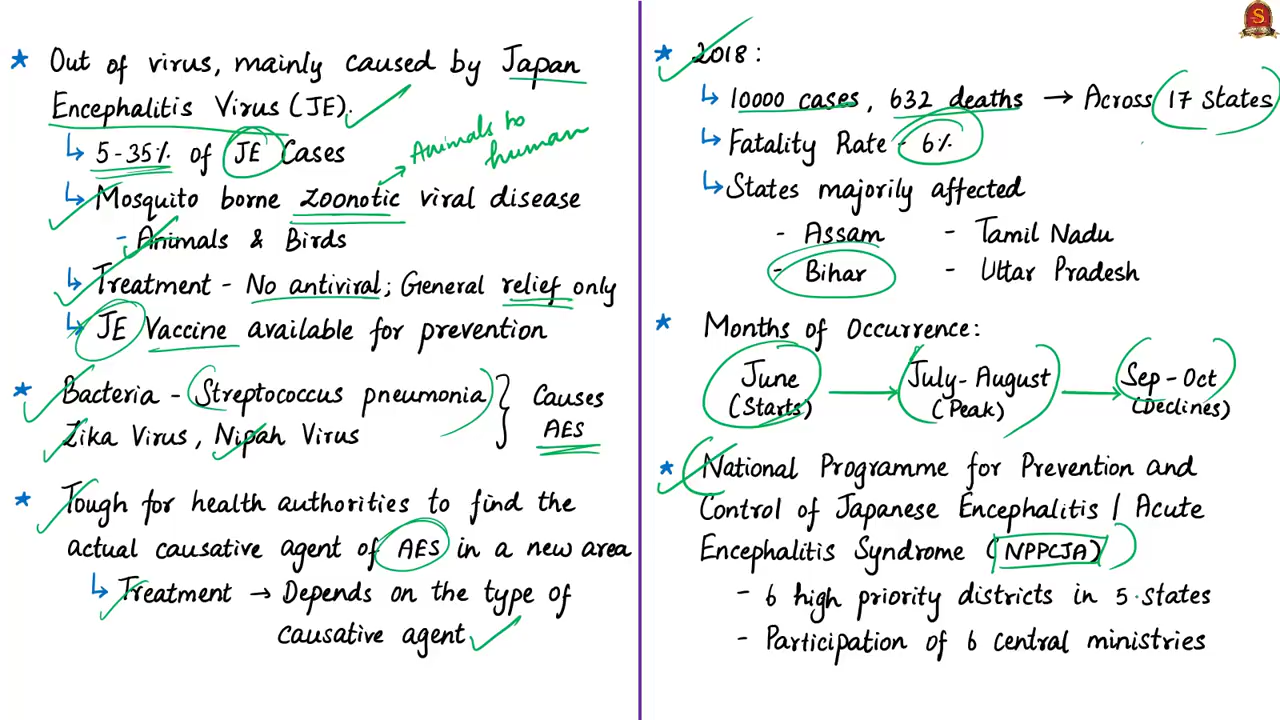 * Out of virus, mainly caused by Japan
Encephalitis Virus (JE).
↳ 5-35% of JE Cases
Animals to
human
↳ Mosquito borne Zoonotic viral disease
- Animals & Birds
↳ Treatment - No antiviral; General relief only
↳ JE Vaccine available for prevention
* Bacteria - Streptococcus pneumonia
Zika Virus, Nipah Virus
} Causes
AES
* Tough for health authorities to find the
actual causative agent of AES in a new area
↳ Treatment → Depends on the type of
causative agent
* 2018:
↳ 10000 cases, 632 deaths → Across 17 States
↳ Fatality Rate - 6%
↳ States majorily affected
- Assam - Tamil Nadu
- Bihar - Uttar Pradesh
* Months of Occurrence:
June → July-August → Sep-Oct
(Starts) (Peak) (Declines)
* National Programme for Prevention and
Control of Japanese Encephalitis / Acute
Encephalitis Syndrome (NPPCJA)
- 6 high priority districts in 5 states
- Participation of 6 central ministries
S